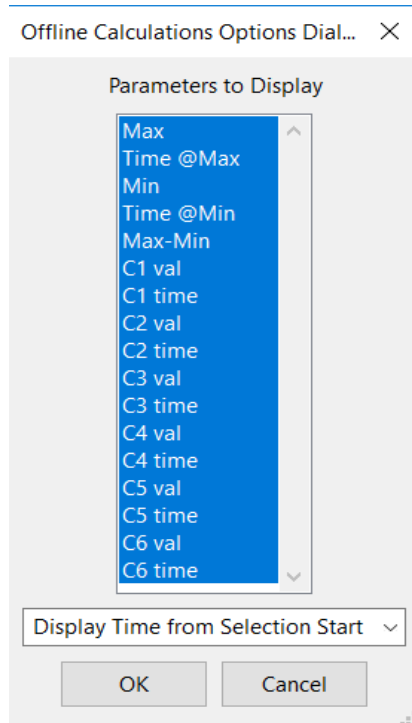 Offline Calculations Options Dial...
Parameters to Display
Max
Time @Max
Min
Time @Min
Max-Min
C1 val
C1 time
C2 val
C2 time
C3 val
C3 time
C4 val
C4 time
C5 val
C5 time
C6 val
C6 time
Display Time from Selection Start
OK
Cancel